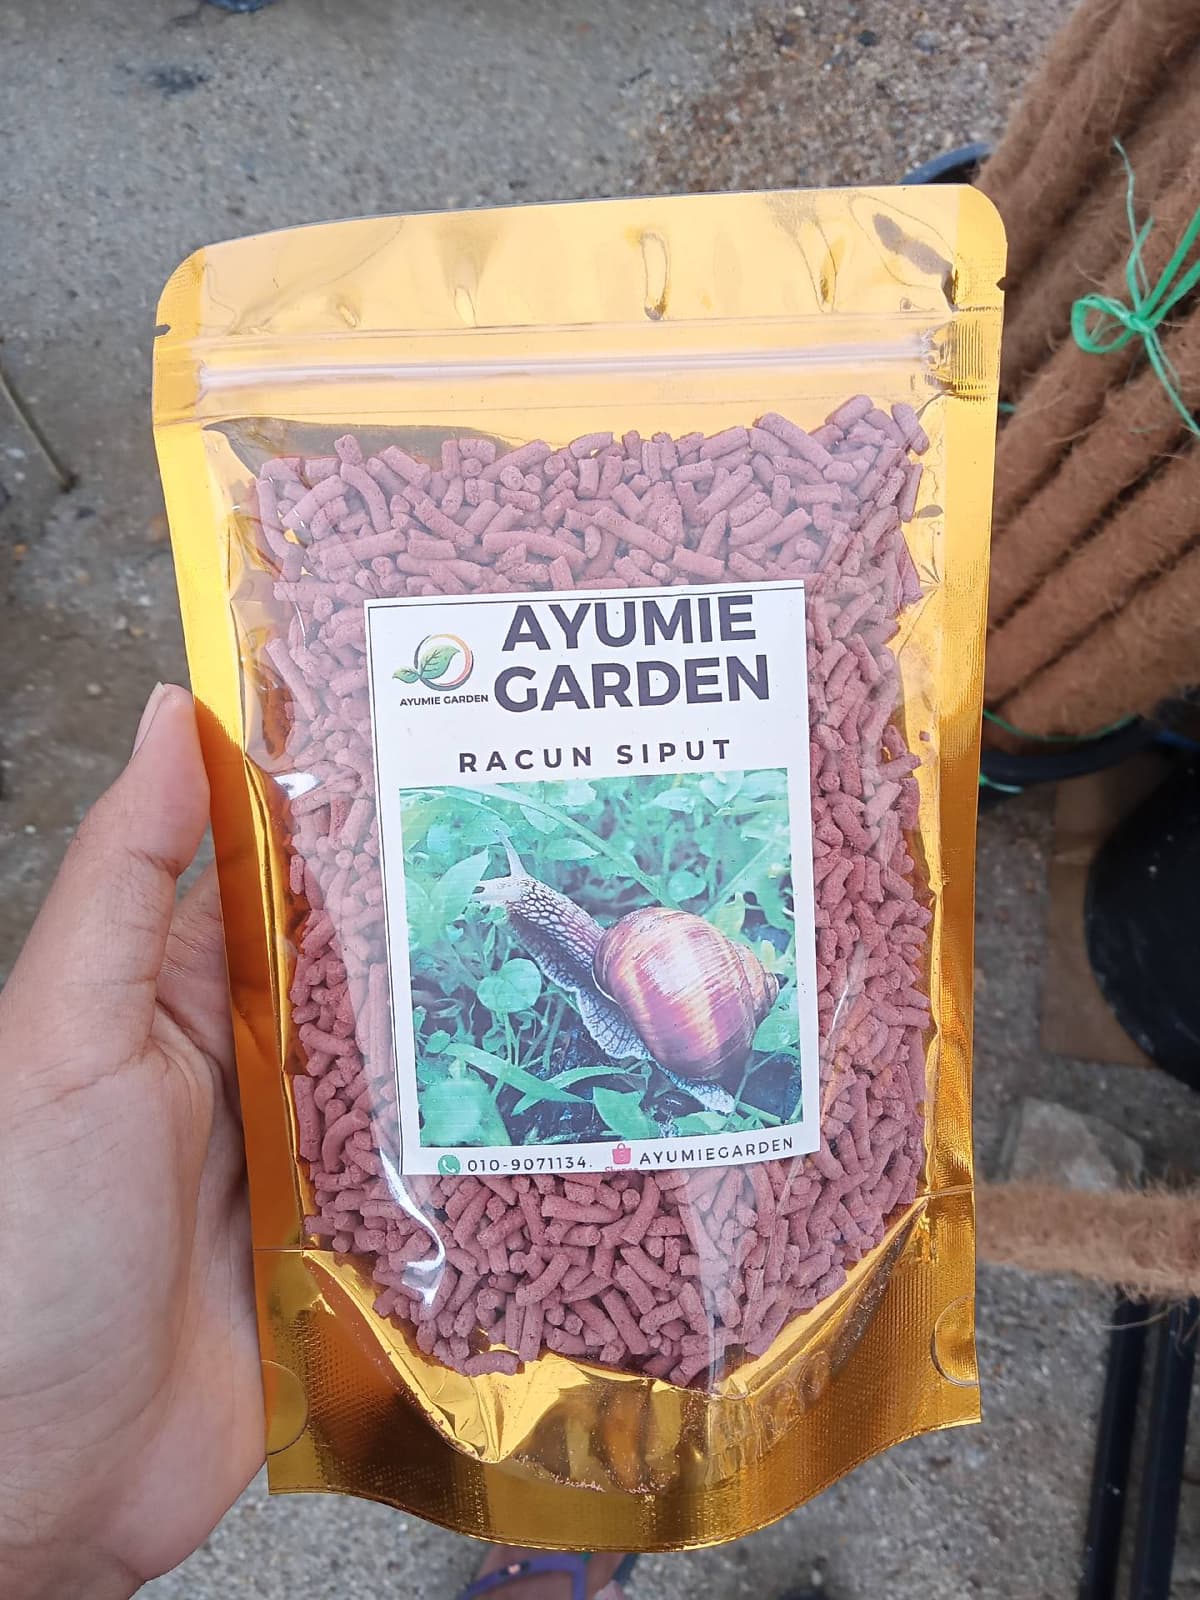 AYUMIE
GARDEN
AYUMIE GARDEN
RACUN SIPUT
010-9071134.
AYUMIEGARDEN